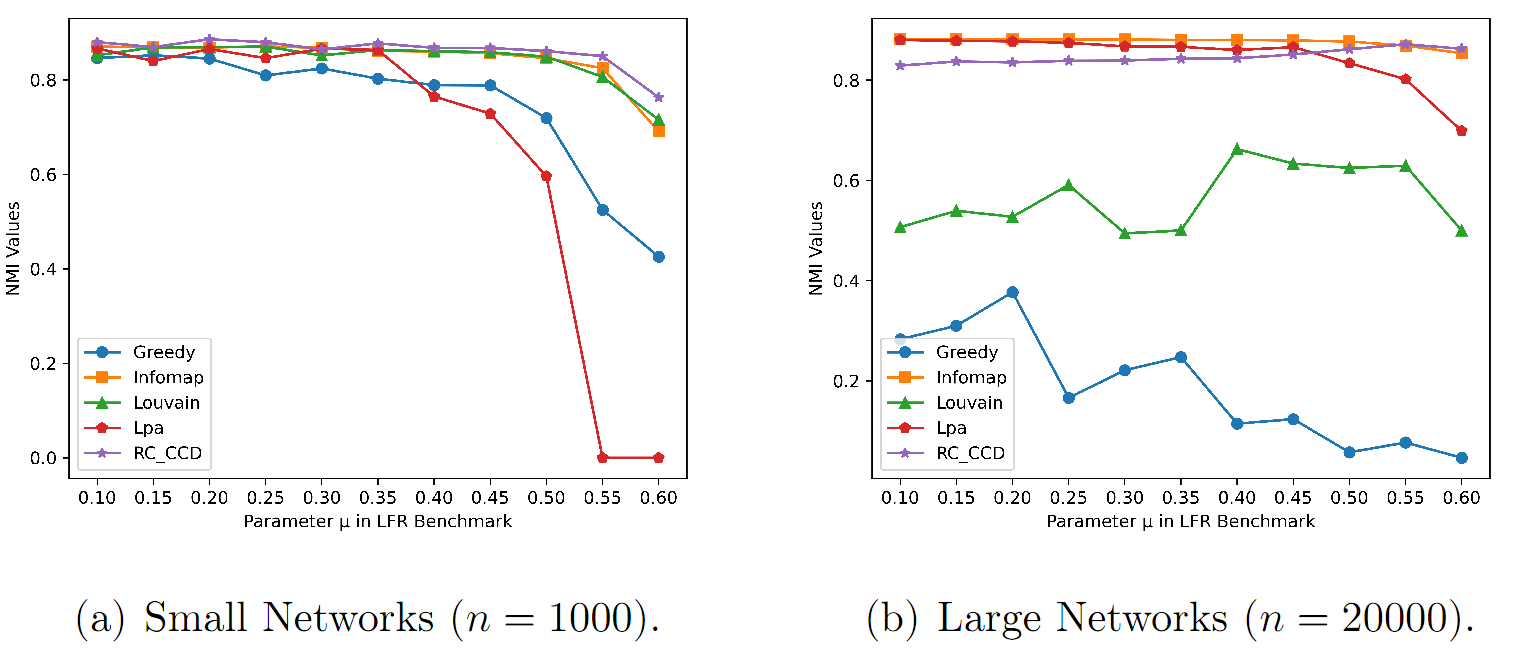 NMI Values
0.8
0.6
0.4
0.2
0.0
Greedy
Infomap
Louvain
Lpa
RC_CCD
0.10 0.15 0.20 0.25 0.30 0.35 0.40 0.45 0.50 0.55 0.60
Parameter μ in LFR Benchmark
(a) Small Networks (n = 1000).
NMI Values
0.8
0.6
0.4
0.2
Greedy
Infomap
Louvain
Lpa
RC_CCD
0.10 0.15 0.20 0.25 0.30 0.35 0.40 0.45 0.50 0.55 0.60
Parameter μ in LFR Benchmark
(b) Large Networks (n = 20000).